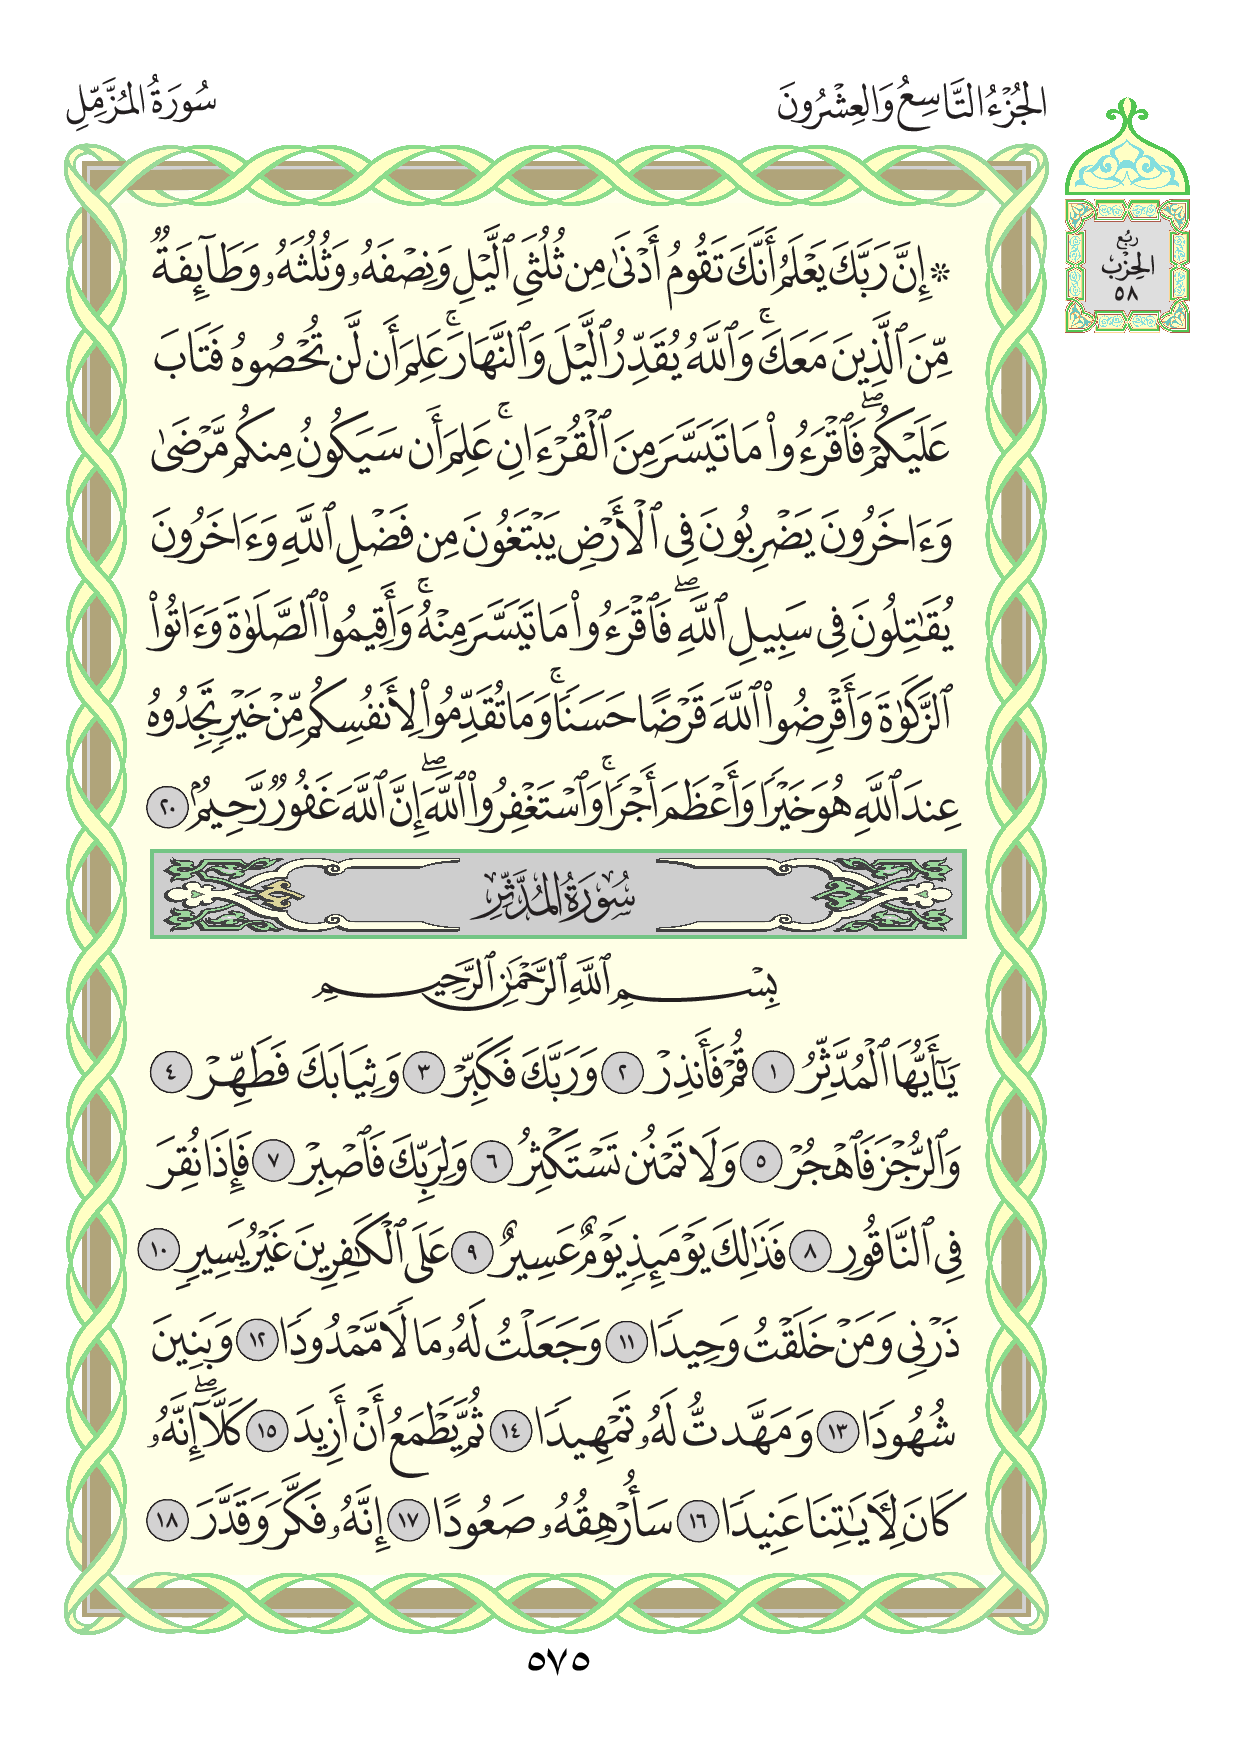 الجُزْءُ التَّاسِعُ وَالعِشْرُونَ
سُورَةُ المُزَّمِّلِ
رُبْع
الحِزْب
٥٨
۞ إِنَّ رَبَّكَ يَعْلَمُ أَنَّكَ تَقُومُ أَدْنَىٰ مِن ثُلُثَىِ ٱلَّيْلِ وَنِصْفَهُۥ وَثُلُثَهُۥ وَطَآئِفَةٌ
مِّنَ ٱلَّذِينَ مَعَكَۚ وَٱللَّهُ يُقَدِّرُ ٱلَّيْلَ وَٱلنَّهَارَۚ عَلِمَ أَن لَّن تُحْصُوهُ فَتَابَ
عَلَيْكُمْۖ فَٱقْرَءُوا۟ مَا تَيَسَّرَ مِنَ ٱلْقُرْءَانِۚ عَلِمَ أَن سَيَكُونُ مِنكُم مَّرْضَىٰ
وَءَاخَرُونَ يَضْرِبُونَ فِى ٱلْأَرْضِ يَبْتَغُونَ مِن فَضْلِ ٱللَّهِ وَءَاخَرُونَ
يُقَٰتِلُونَ فِى سَبِيلِ ٱللَّهِۖ فَٱقْرَءُوا۟ مَا تَيَسَّرَ مِنْهُۚ وَأَقِيمُوا۟ ٱلصَّلَوٰةَ وَءَاتُوا۟
ٱلزَّكَوٰةَ وَأَقْرِضُوا۟ ٱللَّهَ قَرْضًا حَسَنًاۚ وَمَا تُقَدِّمُوا۟ لِأَنفُسِكُم مِّنْ خَيْرٍ تَجِدُوهُ
عِندَ ٱللَّهِ هُوَ خَيْرًا وَأَعْظَمَ أَجْرًاۚ وَٱسْتَغْفِرُوا۟ ٱللَّهَۖ إِنَّ ٱللَّهَ غَفُورٌ رَّحِيمٌۢ ٢٠
سُورَةُ المُدَّثِّرِ
بِسْمِ ٱللَّهِ ٱلرَّحْمَٰنِ ٱلرَّحِيمِ
يَٰٓأَيُّهَا ٱلْمُدَّثِّرُ ١ قُمْ فَأَنذِرْ ٢ وَرَبَّكَ فَكَبِّرْ ٣ وَثِيَابَكَ فَطَهِّرْ ٤
وَٱلرُّجْزَ فَٱهْجُرْ ٥ وَلَا تَمْنُن تَسْتَكْثِرُ ٦ وَلِرَبِّكَ فَٱصْبِرْ ٧ فَإِذَا نُقِرَ
فِى ٱلنَّاقُورِ ٨ فَذَٰلِكَ يَوْمَئِذٍ يَوْمٌ عَسِيرٌ ٩ عَلَى ٱلْكَٰفِرِينَ غَيْرُ يَسِيرٍ ١٠
ذَرْنِى وَمَنْ خَلَقْتُ وَحِيدًا ١١ وَجَعَلْتُ لَهُۥ مَالًا مَّمْدُودًا ١٢ وَبَنِينَ
شُهُودًا ١٣ وَمَهَّدتُّ لَهُۥ تَمْهِيدًا ١٤ ثُمَّ يَطْمَعُ أَنْ أَزِيدَ ١٥ كَلَّآۖ إِنَّهُۥ
كَانَ لِءَايَٰتِنَا عَنِيدًا ١٦ سَأُرْهِقُهُۥ صَعُودًا ١٧ إِنَّهُۥ فَكَّرَ وَقَدَّرَ ١٨
٥٧٥